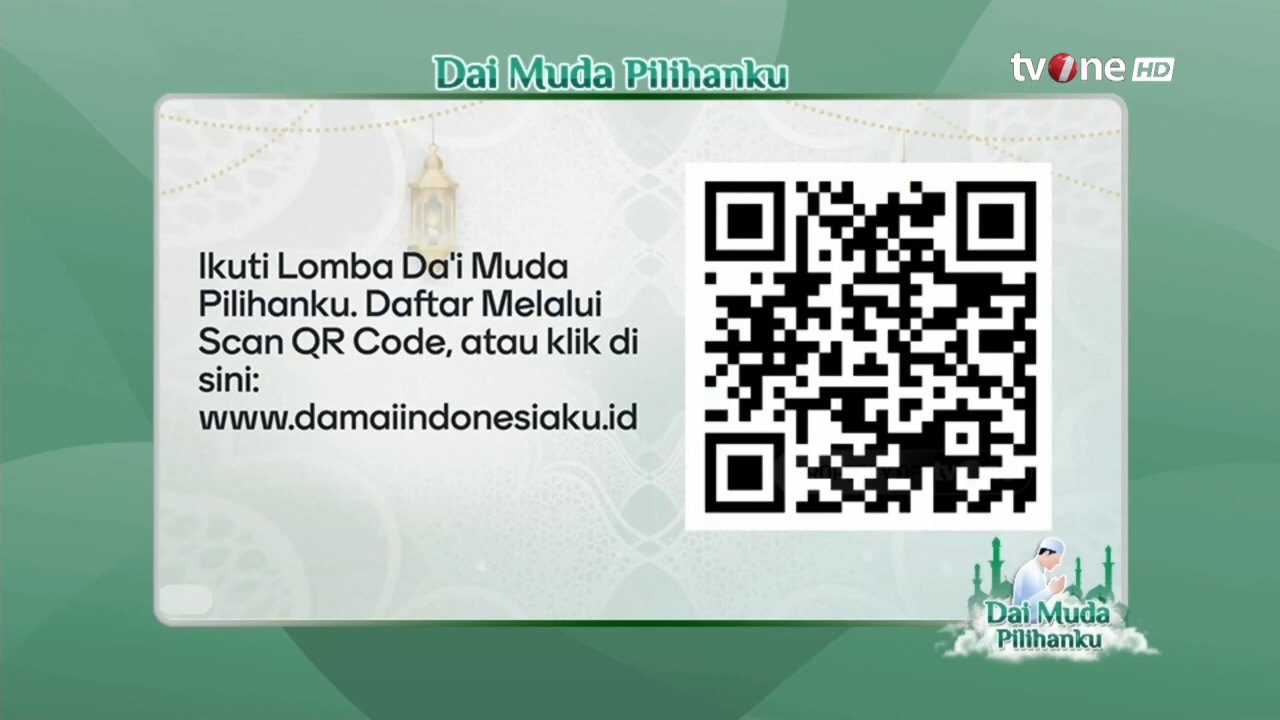 Dai Muda Pilihanku
tvOne HD
Ikuti Lomba Da'i Muda
Pilihanku. Daftar Melalui
Scan QR Code, atau klik di
sini:
www.damaiindonesiaku.id
Dai Muda
Pilihanku